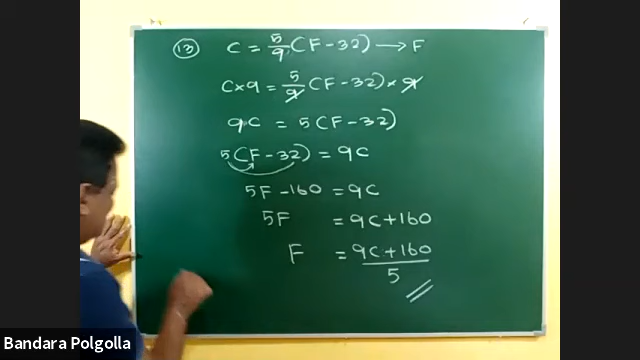 (13) C = 5/9 (F - 32) → F
C × 9 = 5/9 (F - 32) × 9
9C = 5(F - 32)
5(F - 32) = 9C
5F - 160 = 9C
5F = 9C + 160
F = 9C + 160 / 5
Bandara Polgolla